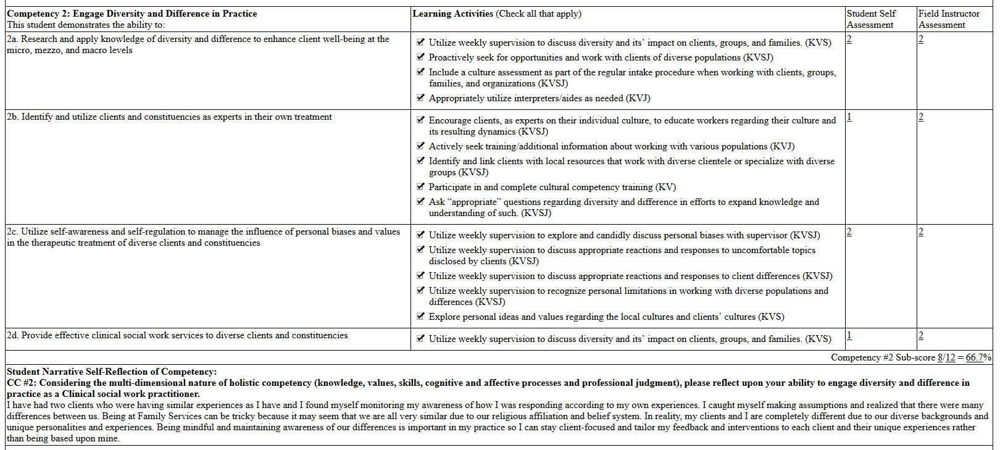 Competency 2: Engage Diversity and Difference in Practice
This student demonstrates the ability to:
Learning Activities (Check all that apply)
Student Self
Assessment
Field Instructor
Assessment
2a. Research and apply knowledge of diversity and difference to enhance client well-being at the
micro, mezzo, and macro levels
Utilize weekly supervision to discuss diversity and its’ impact on clients, groups, and families. (KVS)
Proactively seek for opportunities and work with clients of diverse populations (KVSJ)
Include a culture assessment as part of the regular intake procedure when working with clients, groups,
families, and organizations (KVSJ)
Appropriately utilize interpreters/aides as needed (KVJ)
2
2
2b. Identify and utilize clients and constituencies as experts in their own treatment
Encourage clients, as experts on their individual culture, to educate workers regarding their culture and
its resulting dynamics (KVSJ)
Actively seek training/additional information about working with various populations (KVJ)
Identify and link clients with local resources that work with diverse clientele or specialize with diverse
groups (KVSJ)
Participate in and complete cultural competency training (KV)
Ask “appropriate” questions regarding diversity and difference in efforts to expand knowledge and
understanding of such. (KVSJ)
1
2
2c. Utilize self-awareness and self-regulation to manage the influence of personal biases and values
in the therapeutic treatment of diverse clients and constituencies
Utilize weekly supervision to explore and candidly discuss personal biases with supervisor (KVSJ)
Utilize weekly supervision to discuss appropriate reactions and responses to uncomfortable topics
disclosed by clients (KVSJ)
Utilize weekly supervision to discuss appropriate reactions and responses to client differences (KVSJ)
Utilize weekly supervision to recognize personal limitations in working with diverse populations and
differences (KVSJ)
Explore personal ideas and values regarding the local cultures and clients’ cultures (KVS)
2
2
2d. Provide effective clinical social work services to diverse clients and constituencies
Utilize weekly supervision to discuss diversity and its’ impact on clients, groups, and families. (KVS)
1
2
Competency #2 Sub-score 8/12 = 66.7%
Student Narrative Self-Reflection of Competency:
CC #2: Considering the multi-dimensional nature of holistic competency (knowledge, values, skills, cognitive and affective processes and professional judgment), please reflect upon your ability to engage diversity and difference in
practice as a Clinical social work practitioner.
I have had two clients who were having similar experiences as I have and I found myself monitoring my awareness of how I was responding according to my own experiences. I caught myself making assumptions and realized that there were many
differences between us. Being at Family Services can be tricky because it may seem that we are all very similar due to our religious affiliation and belief system. In reality, my clients and I are completely different due to our diverse backgrounds and
unique personalities and experiences. Being mindful and maintaining awareness of our differences is important in my practice so I can stay client-focused and tailor my feedback and interventions to each client and their unique experiences rather
than being based upon mine.